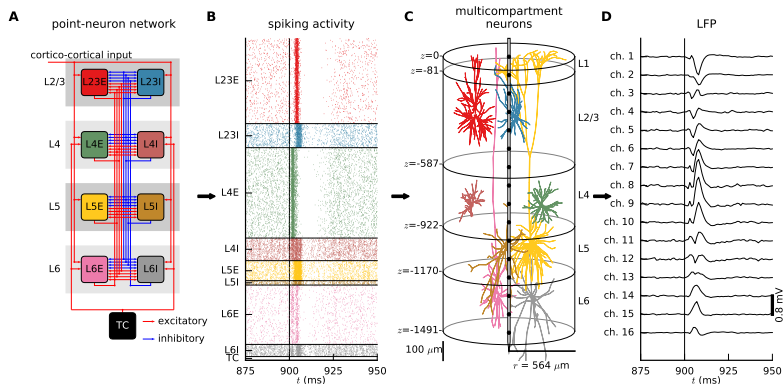 A
point-neuron network
cortico-cortical input
L2/3
L23E
L23I
L4
L4E
L4I
L5
L5E
L5I
L6
L6E
L6I
TC
excitatory
inhibitory
B
spiking activity
L23E
L23I
L4E
L4I
L5E
L5I
L6E
L6I
TC
875
900
925
950
t (ms)
C
multicompartment
neurons
z=0
z=-81
z=-587
z=-922
z=-1170
z=-1491
L1
L2/3
L4
L5
L6
100 μm
r = 564 μm
D
LFP
ch. 1
ch. 2
ch. 3
ch. 4
ch. 5
ch. 6
ch. 7
ch. 8
ch. 9
ch. 10
ch. 11
ch. 12
ch. 13
ch. 14
ch. 15
ch. 16
0.8 mV
875
900
925
950
t (ms)